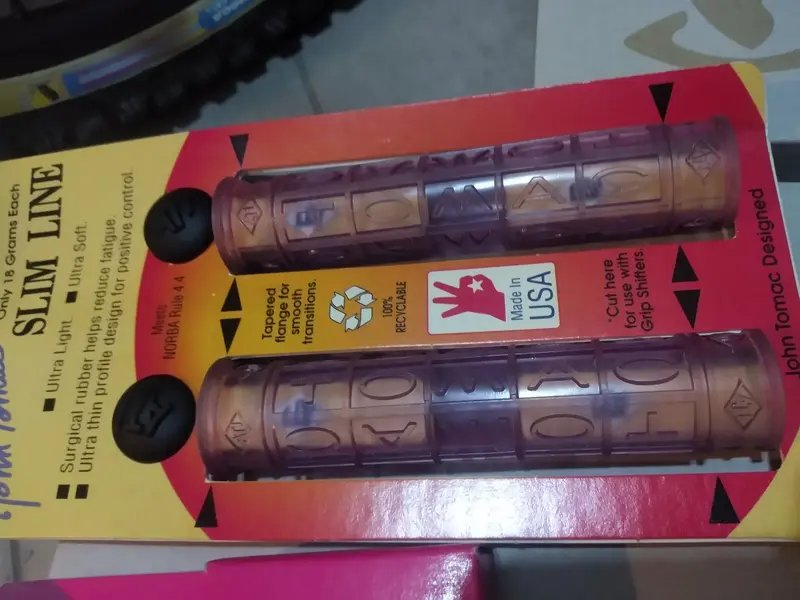 Only 18 Grams Each
SLIM LINE
■ Ultra Light. ■ Ultra Soft.
■ Surgical rubber helps reduce fatigue.
■ Ultra thin profile design for positive control.
Meets
NORBA Rule 4.4
Tapered
flange for
smooth
transitions.
100%
RECYCLABLE
Made In
USA
*Cut here
for use with
Grip Shifters.
John Tomac Designed
TOMAC